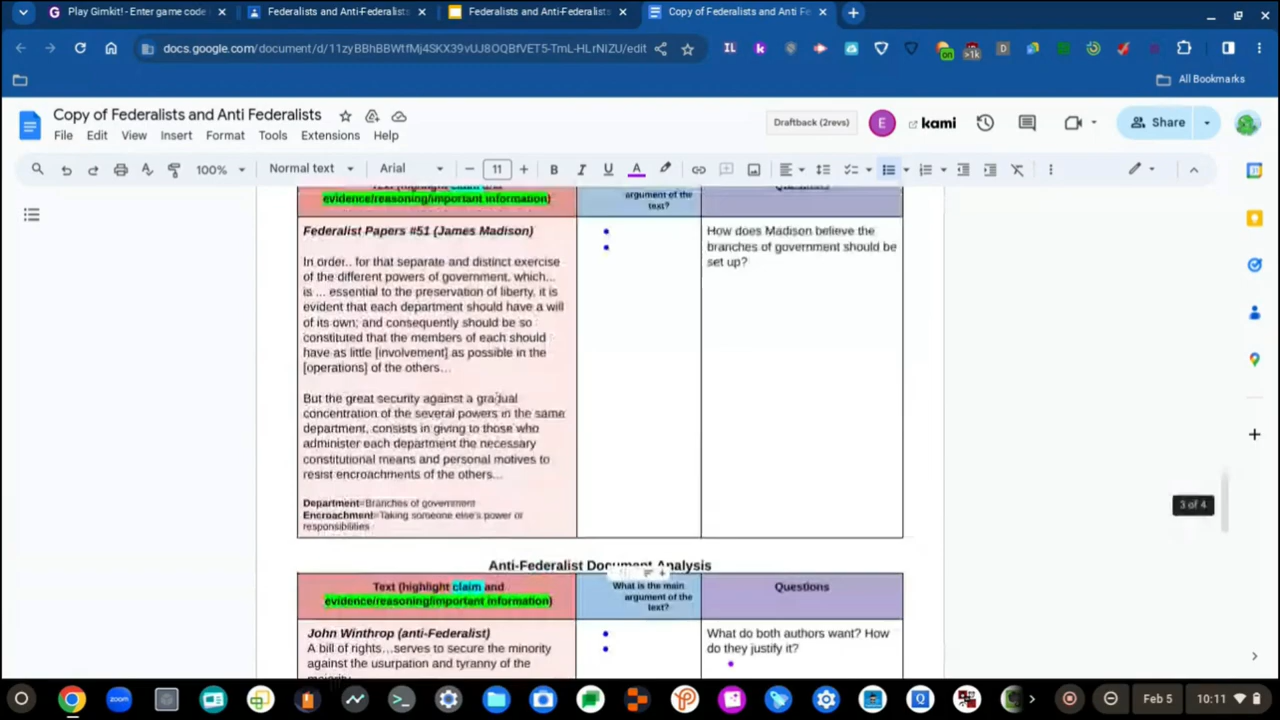 Play Gimkit! - Enter game code
Federalists and Anti-Federalists
Federalists and Anti-Federalists
Copy of Federalists and Anti Fe
docs.google.com/document/d/11zyBBhBBWtfMj4SKX39vUJ8OQBfVET5-TmL-HLrNIZU/edit
All Bookmarks
Copy of Federalists and Anti Federalists
Draftback (2revs)
E
kami
Share
File Edit View Insert Format Tools Extensions Help
100% Normal text Arial 11
evidence/reasoning/important information)
argument of the
text?
Federalist Papers #51 (James Madison)
In order.. for that separate and distinct exercise
of the different powers of government, which...
is ... essential to the preservation of liberty, it is
evident that each department should have a will
of its own; and consequently should be so
constituted that the members of each should
have as little [involvement] as possible in the
[operations] of the others...
But the great security against a gradual
concentration of the several powers in the same
department, consists in giving to those who
administer each department the necessary
constitutional means and personal motives to
resist encroachments of the others...
Department=Branches of government
Encroachment=Taking someone else's power or
responsibilities
How does Madison believe the
branches of government should be
set up?
3 of 4
Anti-Federalist Document Analysis
Text (highlight claim and
evidence/reasoning/important information)
What is the main
argument of the
text?
Questions
John Winthrop (anti-Federalist)
A bill of rights...serves to secure the minority
against the usurpation and tyranny of the
majority
What do both authors want? How
do they justify it?
zoom
Feb 5
10:11